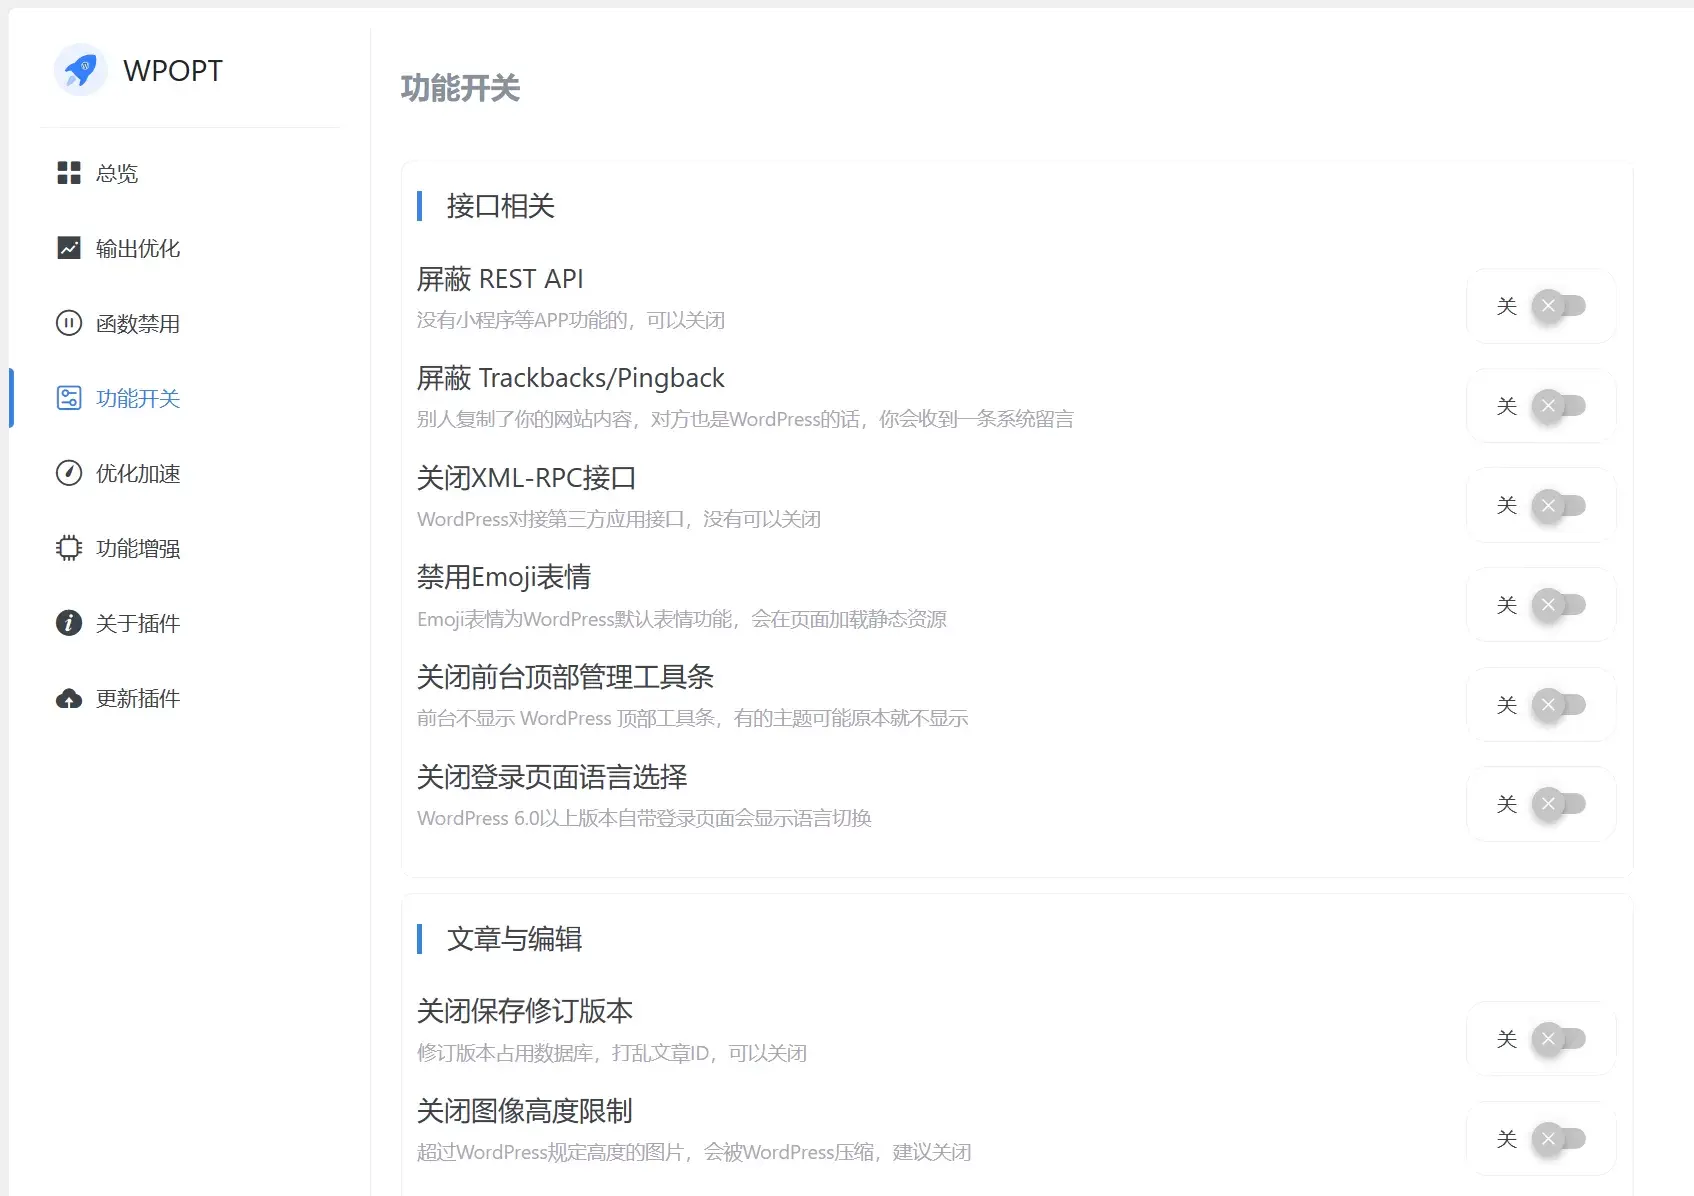 WPOPT
总览
输出优化
函数禁用
功能开关
优化加速
功能增强
关于插件
更新插件
功能开关
接口相关
屏蔽 REST API
没有小程序等APP功能的，可以关闭
关
屏蔽 Trackbacks/Pingback
别人复制了你的网站内容，对方也是WordPress的话，你会收到一条系统留言
关
关闭XML-RPC接口
WordPress对接第三方应用接口，没有可以关闭
关
禁用Emoji表情
Emoji表情为WordPress默认表情功能，会在页面加载静态资源
关
关闭前台顶部管理工具条
前台不显示 WordPress 顶部工具条，有的主题可能原本就不显示
关
关闭登录页面语言选择
WordPress 6.0以上版本自带登录页面会显示语言切换
关
文章与编辑
关闭保存修订版本
修订版本占用数据库，打乱文章ID，可以关闭
关
关闭图像高度限制
超过WordPress规定高度的图片，会被WordPress压缩，建议关闭
关